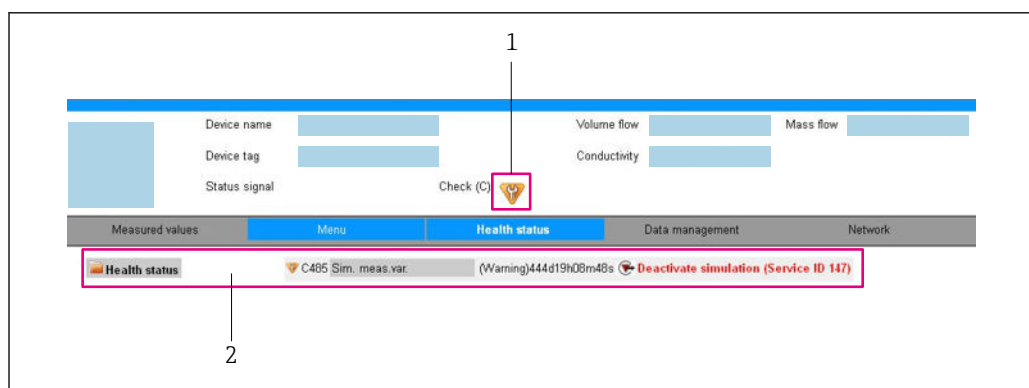 1
Device name Volume flow Mass flow
Device tag Conductivity
Status signal Check (C)
Measured values Menu Health status Data management Network
Health status C485 Sim. meas.var. (Warning)444d19h08m48s Deactivate simulation (Service ID 147)
2